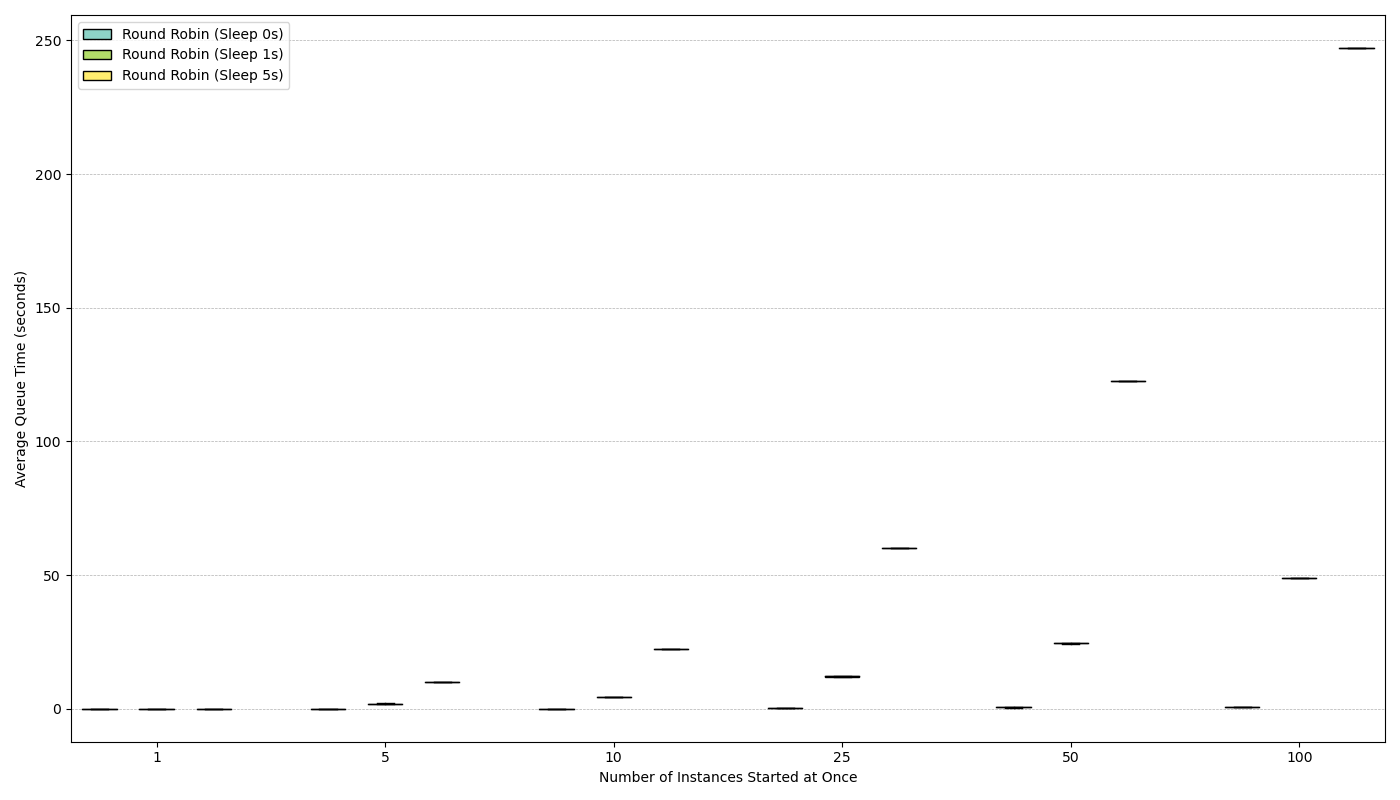 Round Robin (Sleep 0s)
Round Robin (Sleep 1s)
Round Robin (Sleep 5s)
250
200
150
100
50
0
Average Queue Time (seconds)
1 5 10 25 50 100
Number of Instances Started at Once